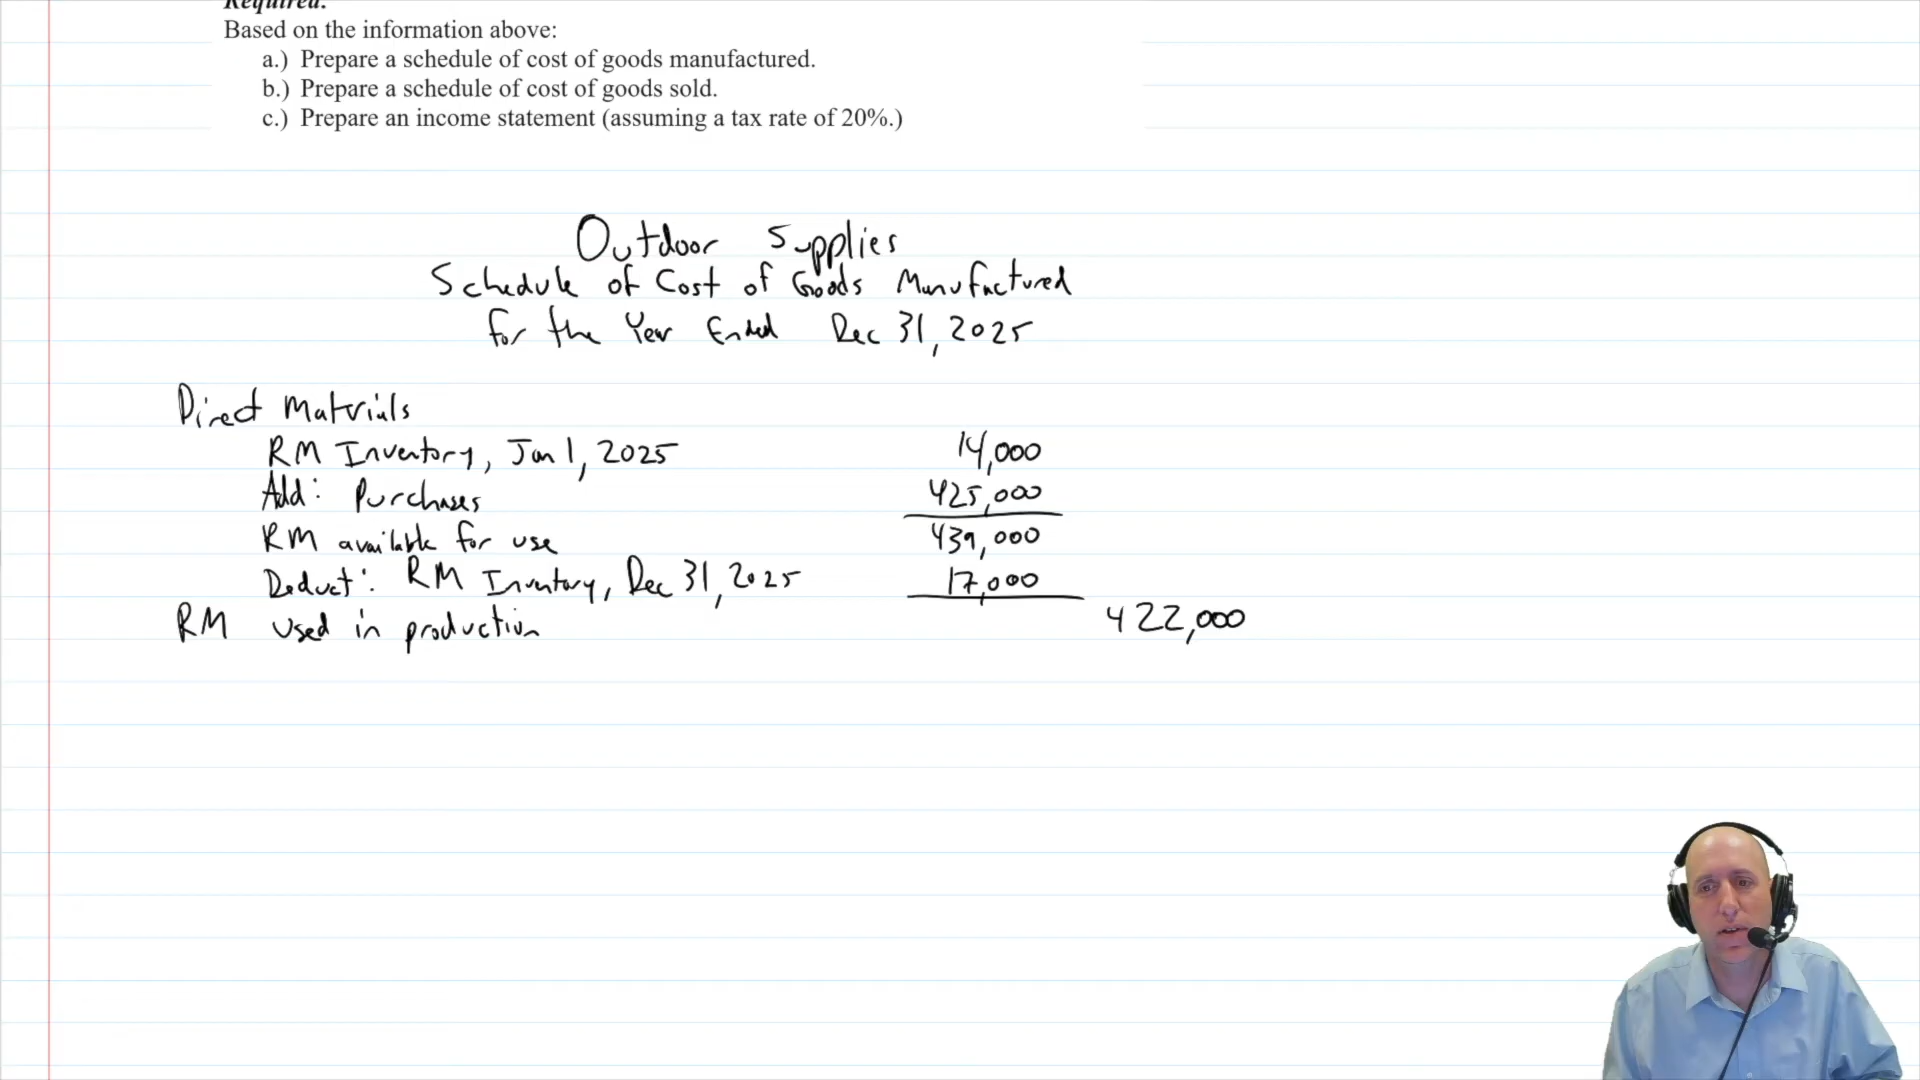 Required:
Based on the information above:
a.) Prepare a schedule of cost of goods manufactured.
b.) Prepare a schedule of cost of goods sold.
c.) Prepare an income statement (assuming a tax rate of 20%.)
Outdoor Supplies
Schedule of Cost of Goods Manufactured
for the Year Ended Dec 31, 2025
Direct Materials
RM Inventory, Jan 1, 2025 14,000
Add: Purchases 425,000
RM available for use 439,000
Deduct: RM Inventory, Dec 31, 2025 17,000
RM used in production 422,000